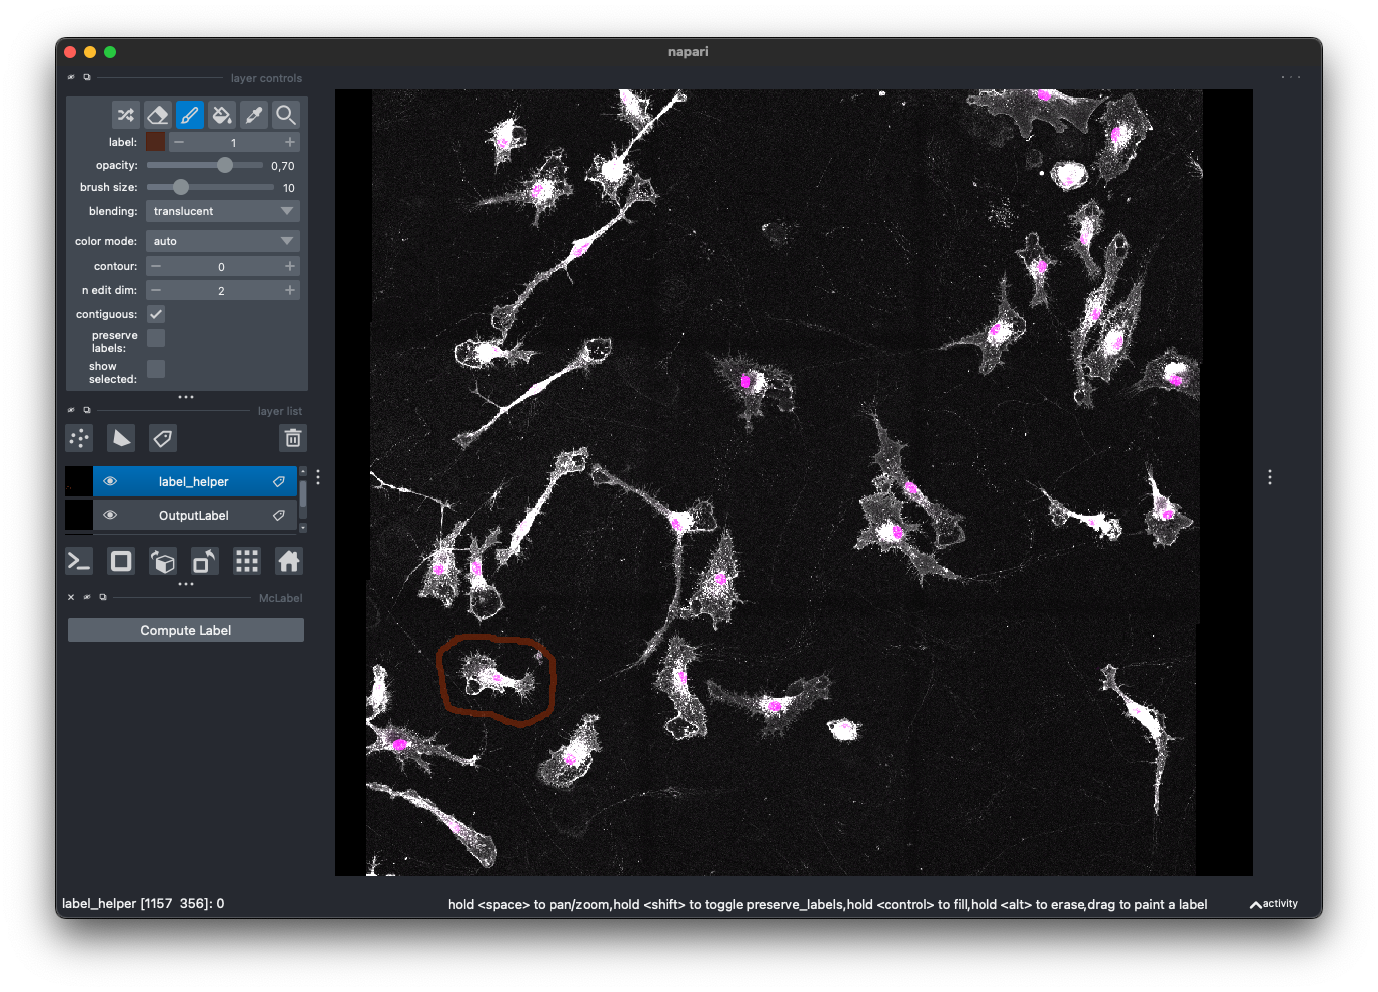 napari
layer controls
label: 1
opacity: 0,70
brush size: 10
blending: translucent
color mode: auto
contour: 0
n edit dim: 2
contiguous:
preserve
labels:
show
selected:
layer list
label_helper
OutputLabel
McLabel
Compute Label
label_helper [1157 356]: 0
hold <space> to pan/zoom,hold <shift> to toggle preserve_labels,hold <control> to fill,hold <alt> to erase,drag to paint a label
activity